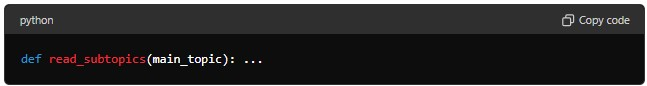 python
Copy code
def read_subtopics(main_topic): ...